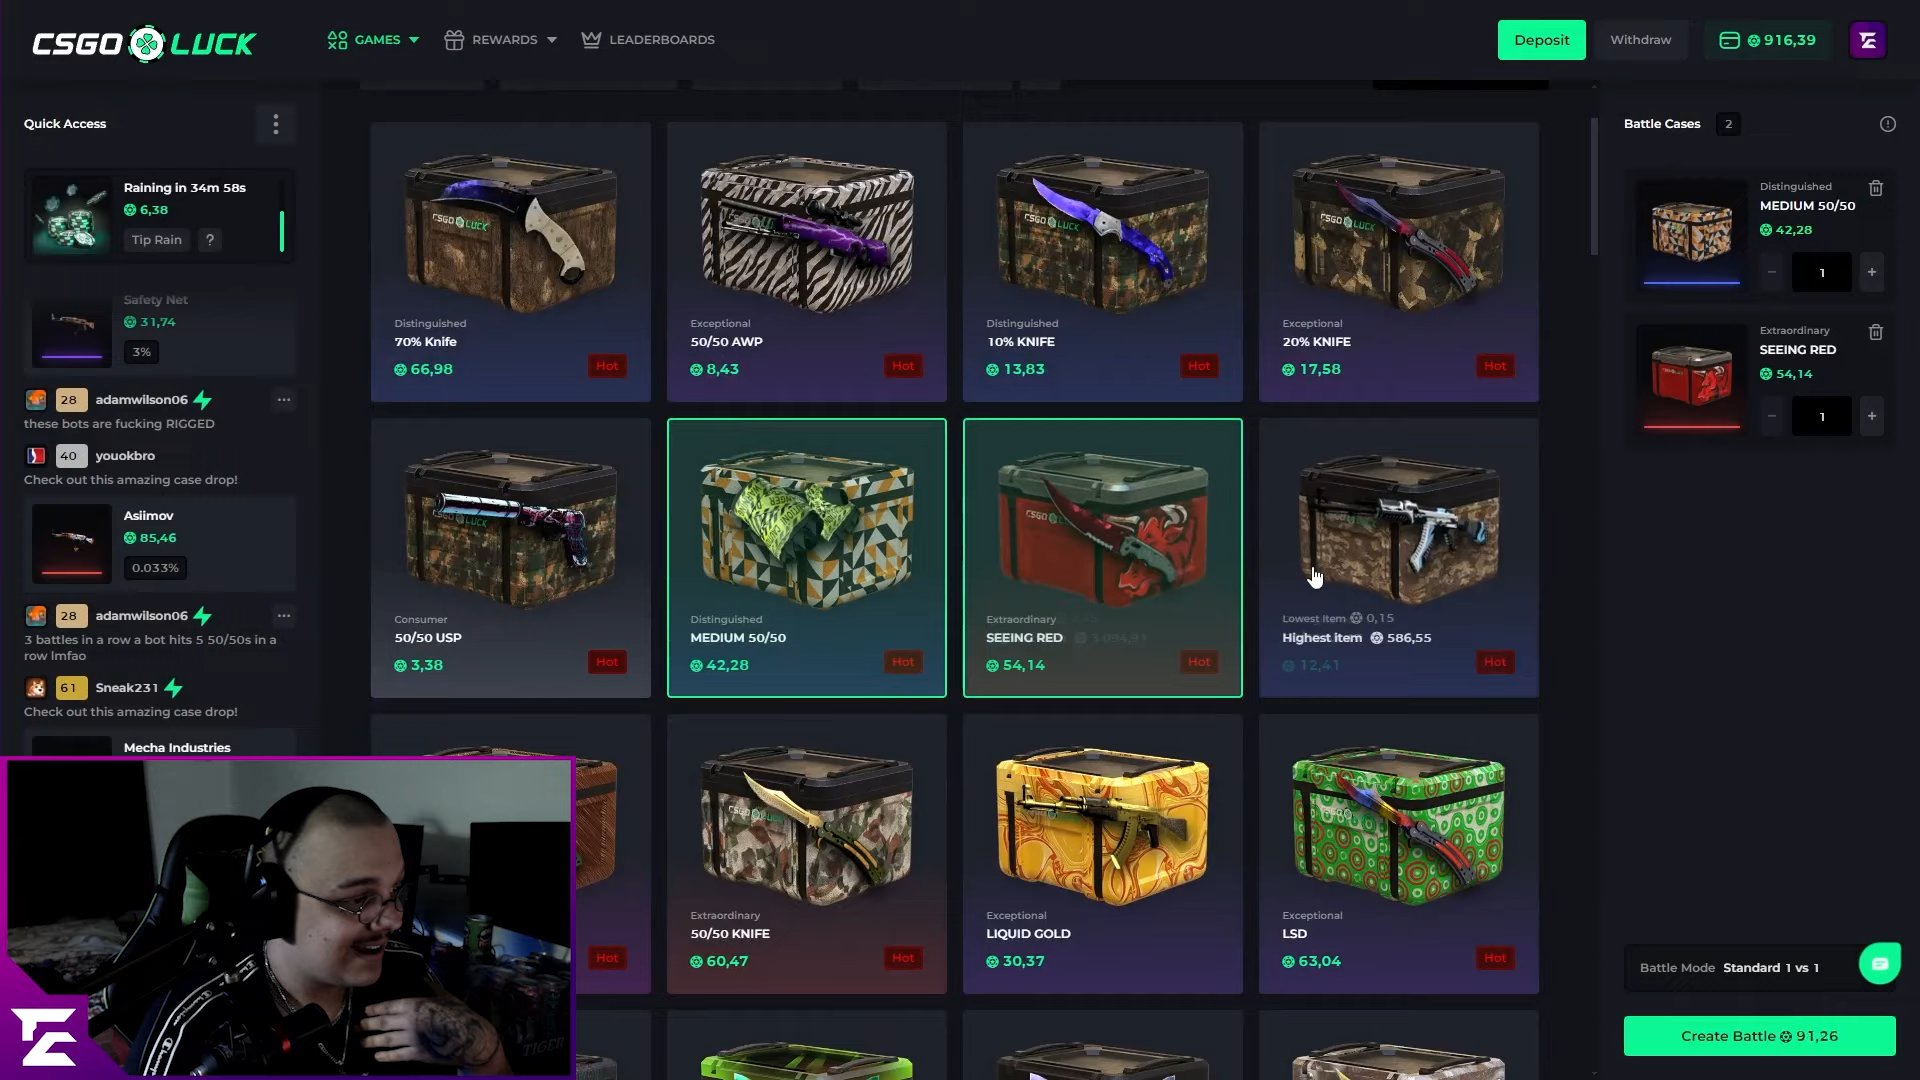 CSGO LUCK
GAMES
REWARDS
LEADERBOARDS
Deposit
Withdraw
916,39
Quick Access
Raining in 34m 58s
6,38
Tip Rain
?
Safety Net
31,74
3%
28 adamwilson06
these bots are fucking RIGGED
40 youokbro
Check out this amazing case drop!
Asiimov
85,46
0.033%
28 adamwilson06
3 battles in a row a bot hits 5 50/50s in a
row lmfao
61 Sneak231
Check out this amazing case drop!
Mecha Industries
Distinguished
70% Knife
66,98
Hot
Exceptional
50/50 AWP
8,43
Hot
Distinguished
10% KNIFE
13,83
Hot
Exceptional
20% KNIFE
17,58
Hot
Consumer
50/50 USP
3,38
Hot
Distinguished
MEDIUM 50/50
42,28
Hot
Extraordinary
SEEING RED
54,14
Hot
Lowest Item 0,15
Highest item 586,55
12,41
Hot
Hot
Extraordinary
50/50 KNIFE
60,47
Hot
Exceptional
LIQUID GOLD
30,37
Exceptional
LSD
63,04
Hot
Battle Cases 2
Distinguished
MEDIUM 50/50
42,28
1
Extraordinary
SEEING RED
54,14
1
Battle Mode Standard 1 vs 1
Create Battle 91,26